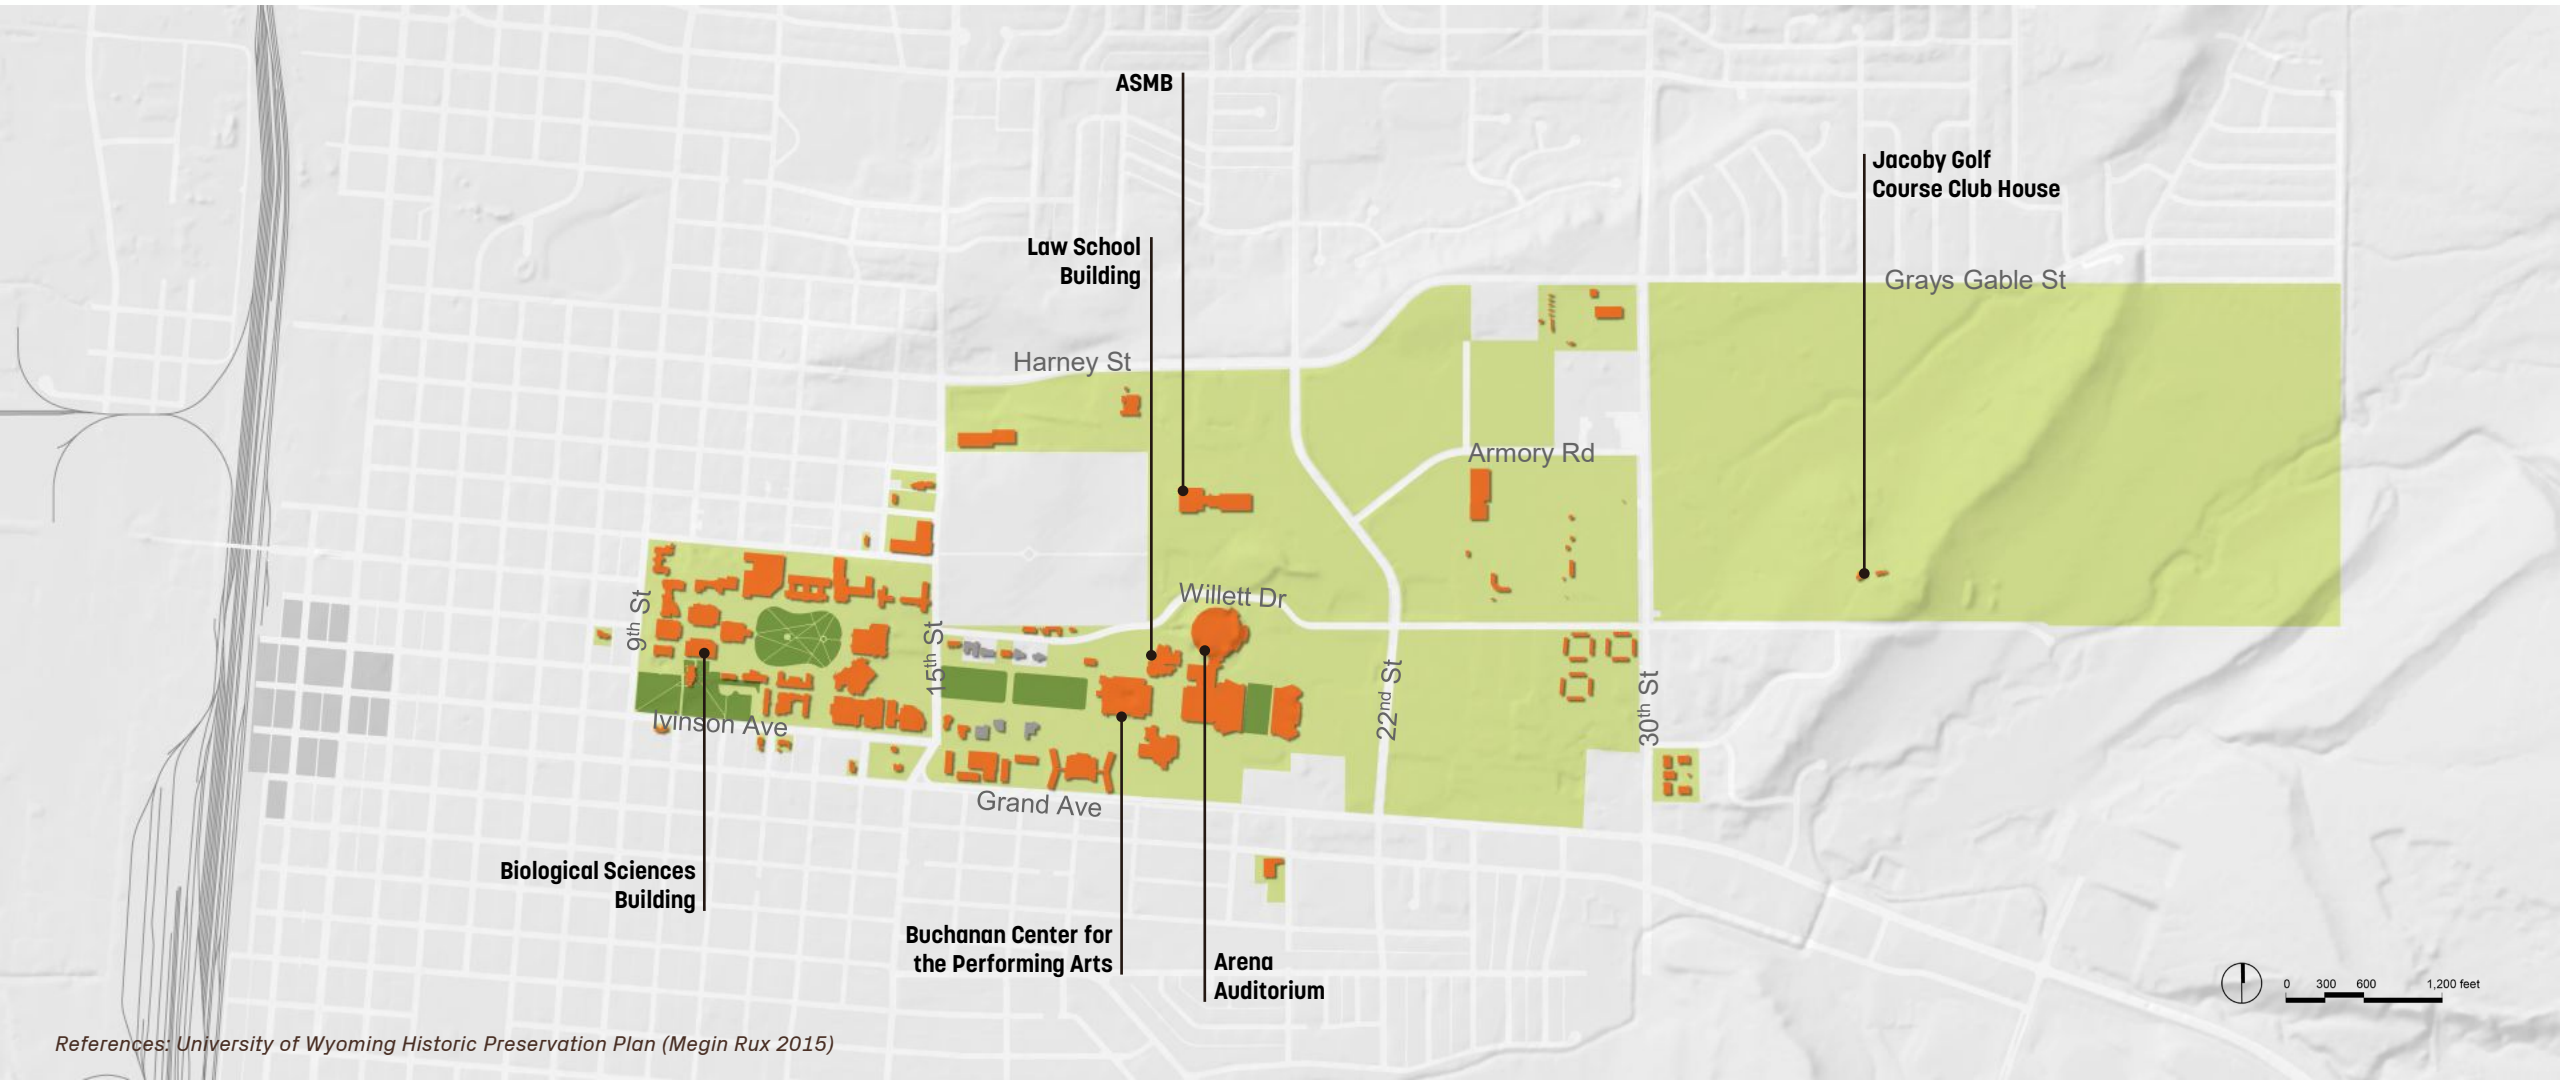 ASMB
Jacoby Golf
Course Club House
Law School
Building
Grays Gable St
Harney St
Armory Rd
Willett Dr
9th St
15th St
22nd St
30th St
Ivinson Ave
Grand Ave
Biological Sciences
Building
Buchanan Center for
the Performing Arts
Arena
Auditorium
0 300 600 1,200 feet
References: University of Wyoming Historic Preservation Plan (Megin Rux 2015)